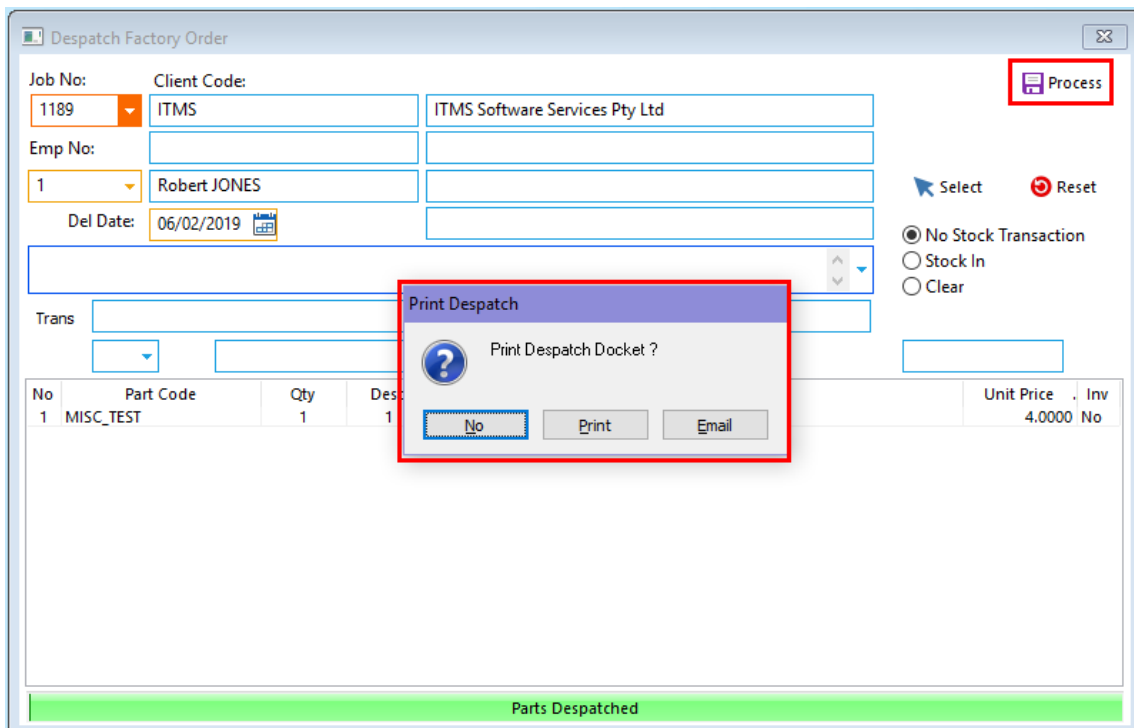 Despatch Factory Order
Job No: Client Code:
Process
1189 ITMS ITMS Software Services Pty Ltd
Emp No:
1 Robert JONES
Select Reset
Del Date: 06/02/2019
No Stock Transaction
Stock In
Clear
Trans
Print Despatch
Print Despatch Docket ?
No Print Email
No Part Code Qty Unit Price . Inv
1 MISC_TEST 1 1 4.0000 No
Parts Despatched